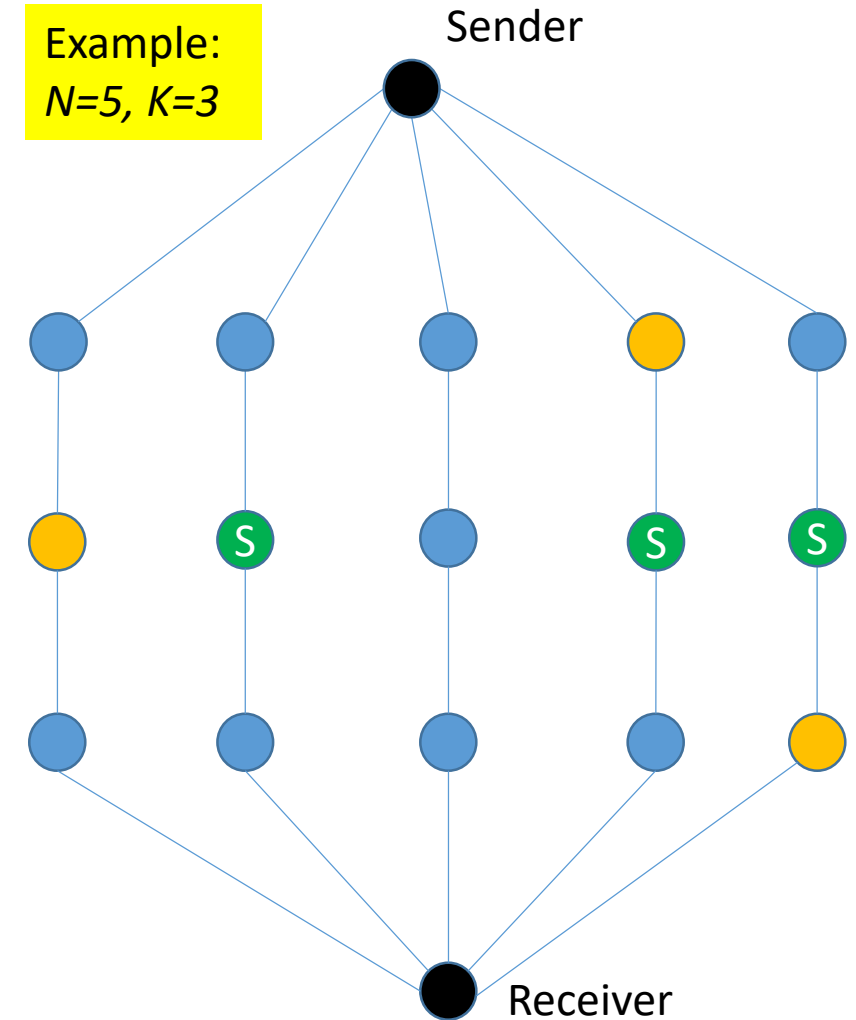 Sender
Example:
N=5, K=3
S
S
S
Receiver